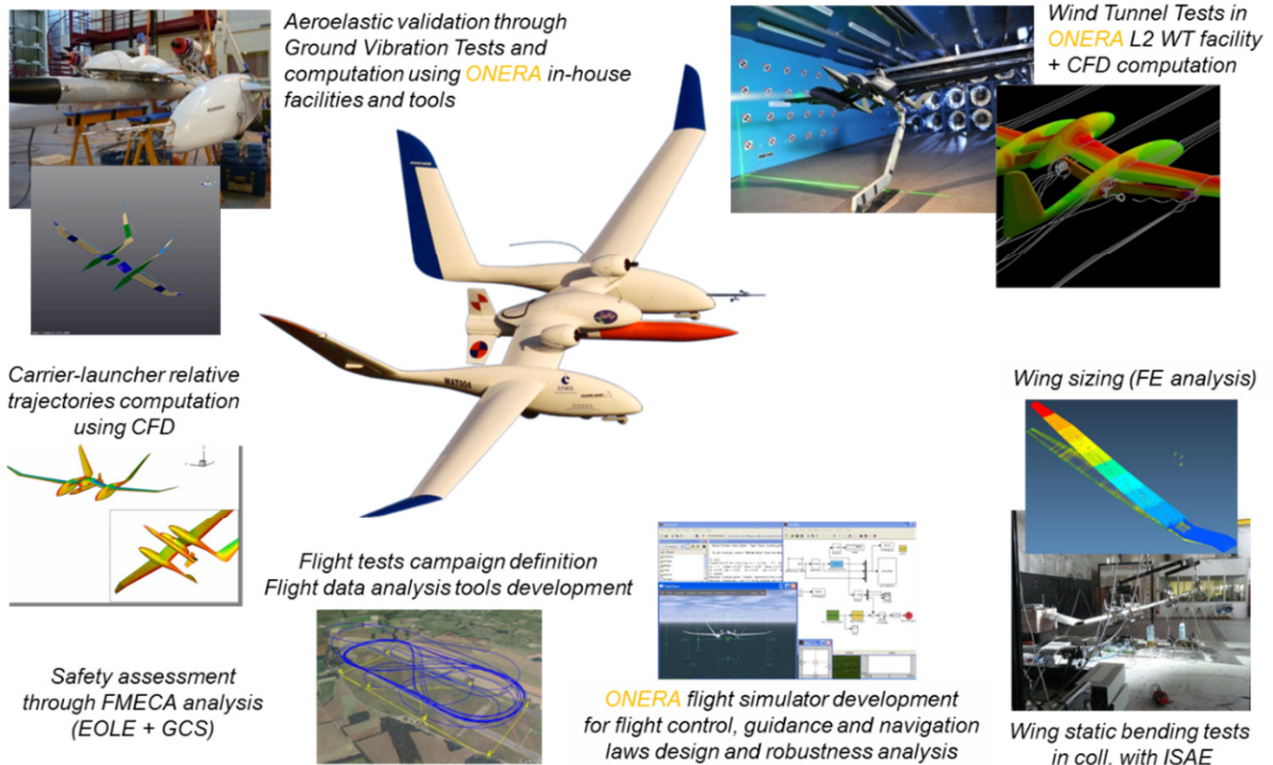 Aeroelastic validation through
Ground Vibration Tests and
computation using ONERA in-house
facilities and tools
Wind Tunnel Tests in
ONERA L2 WT facility
+ CFD computation
Carrier-launcher relative
trajectories computation
using CFD
Wing sizing (FE analysis)
cnes
Flight tests campaign definition
Flight data analysis tools development
Safety assessment
through FMECA analysis
(EOLE + GCS)
ONERA flight simulator development
for flight control, guidance and navigation
laws design and robustness analysis
Wing static bending tests
in coll. with ISAE